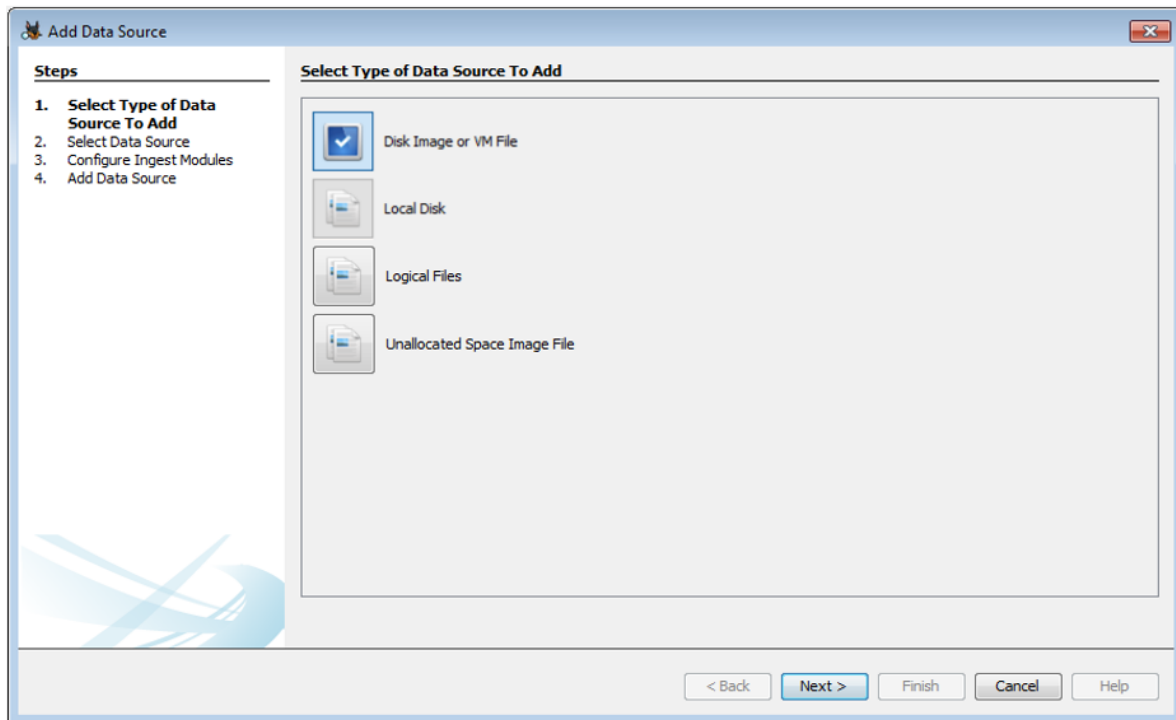 Add Data Source
Steps
1. Select Type of Data
Source To Add
2. Select Data Source
3. Configure Ingest Modules
4. Add Data Source
Select Type of Data Source To Add
Disk Image or VM File
Local Disk
Logical Files
Unallocated Space Image File
< Back
Next >
Finish
Cancel
Help